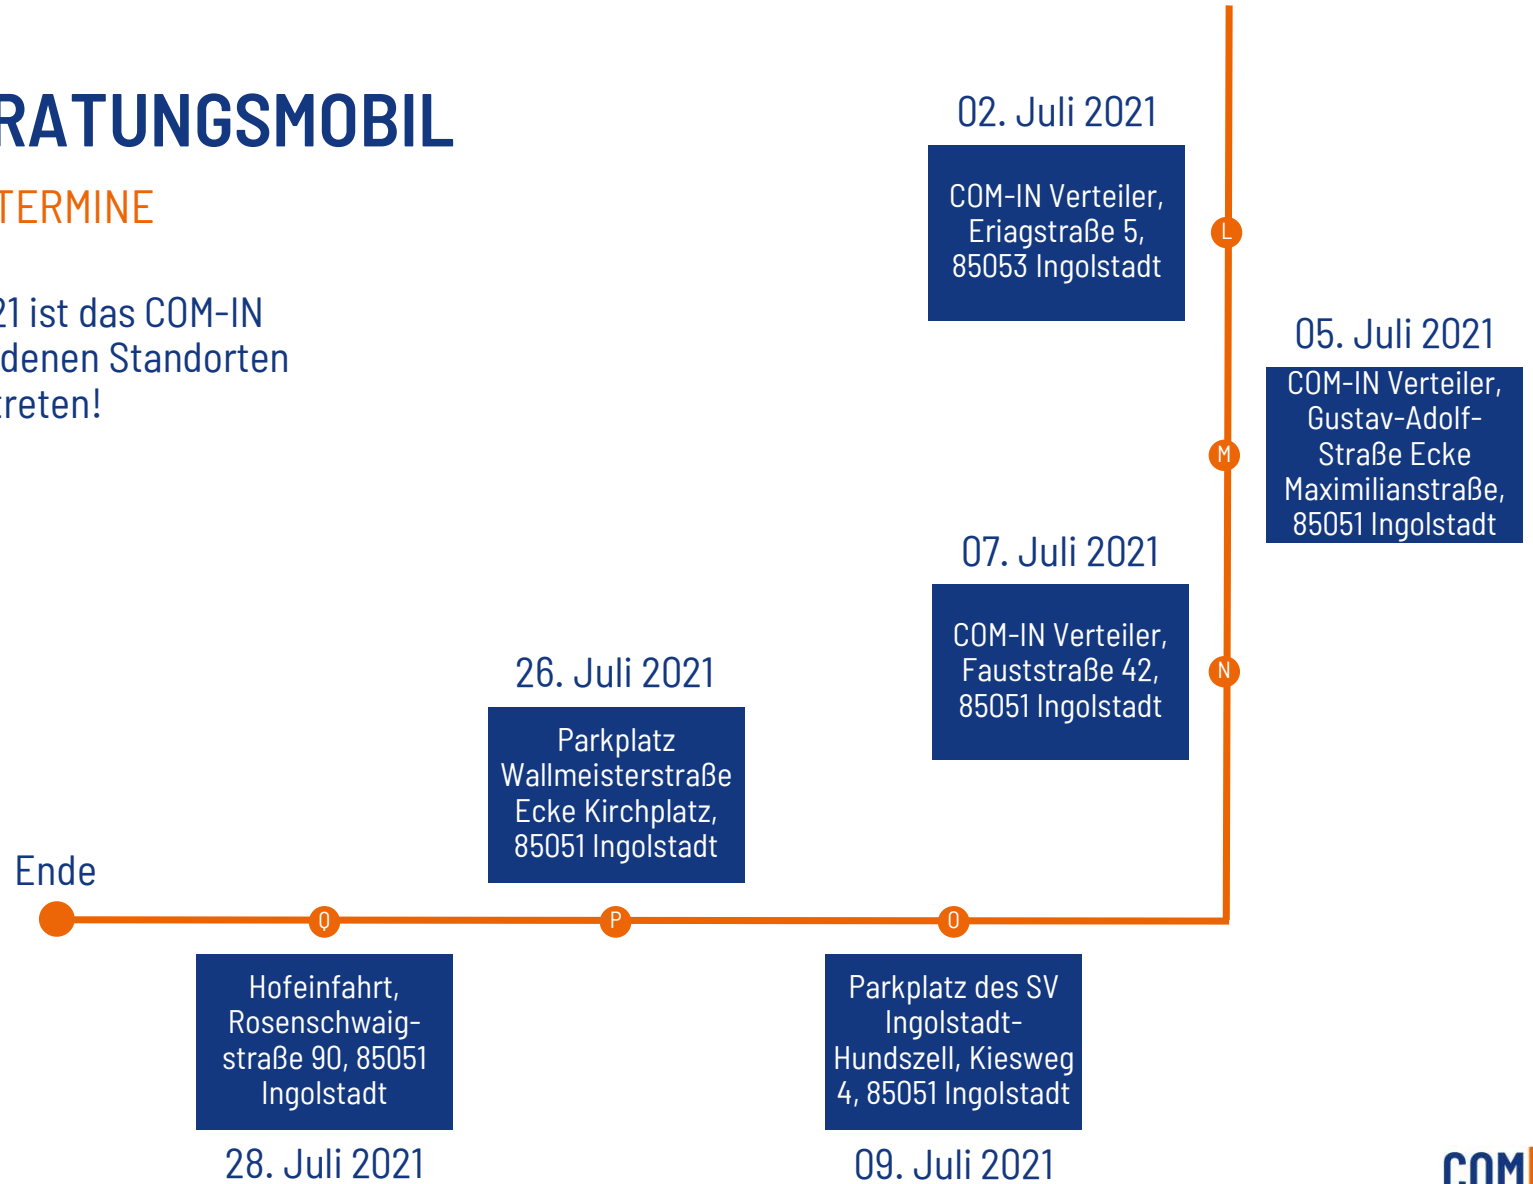 RATUNGSMOBIL
TERMINE
21 ist das COM-IN
denen Standorten
treten!
02. Juli 2021
COM-IN Verteiler,
Eriagstraße 5,
85053 Ingolstadt
L
05. Juli 2021
COM-IN Verteiler,
Gustav-Adolf-
Straße Ecke
Maximilianstraße,
85051 Ingolstadt
M
07. Juli 2021
COM-IN Verteiler,
Fauststraße 42,
85051 Ingolstadt
N
26. Juli 2021
Parkplatz
Wallmeisterstraße
Ecke Kirchplatz,
85051 Ingolstadt
Ende
Q
P
O
Hofeinfahrt,
Rosenschwaig-
straße 90, 85051
Ingolstadt
28. Juli 2021
Parkplatz des SV
Ingolstadt-
Hundszell, Kiesweg
4, 85051 Ingolstadt
09. Juli 2021
COM